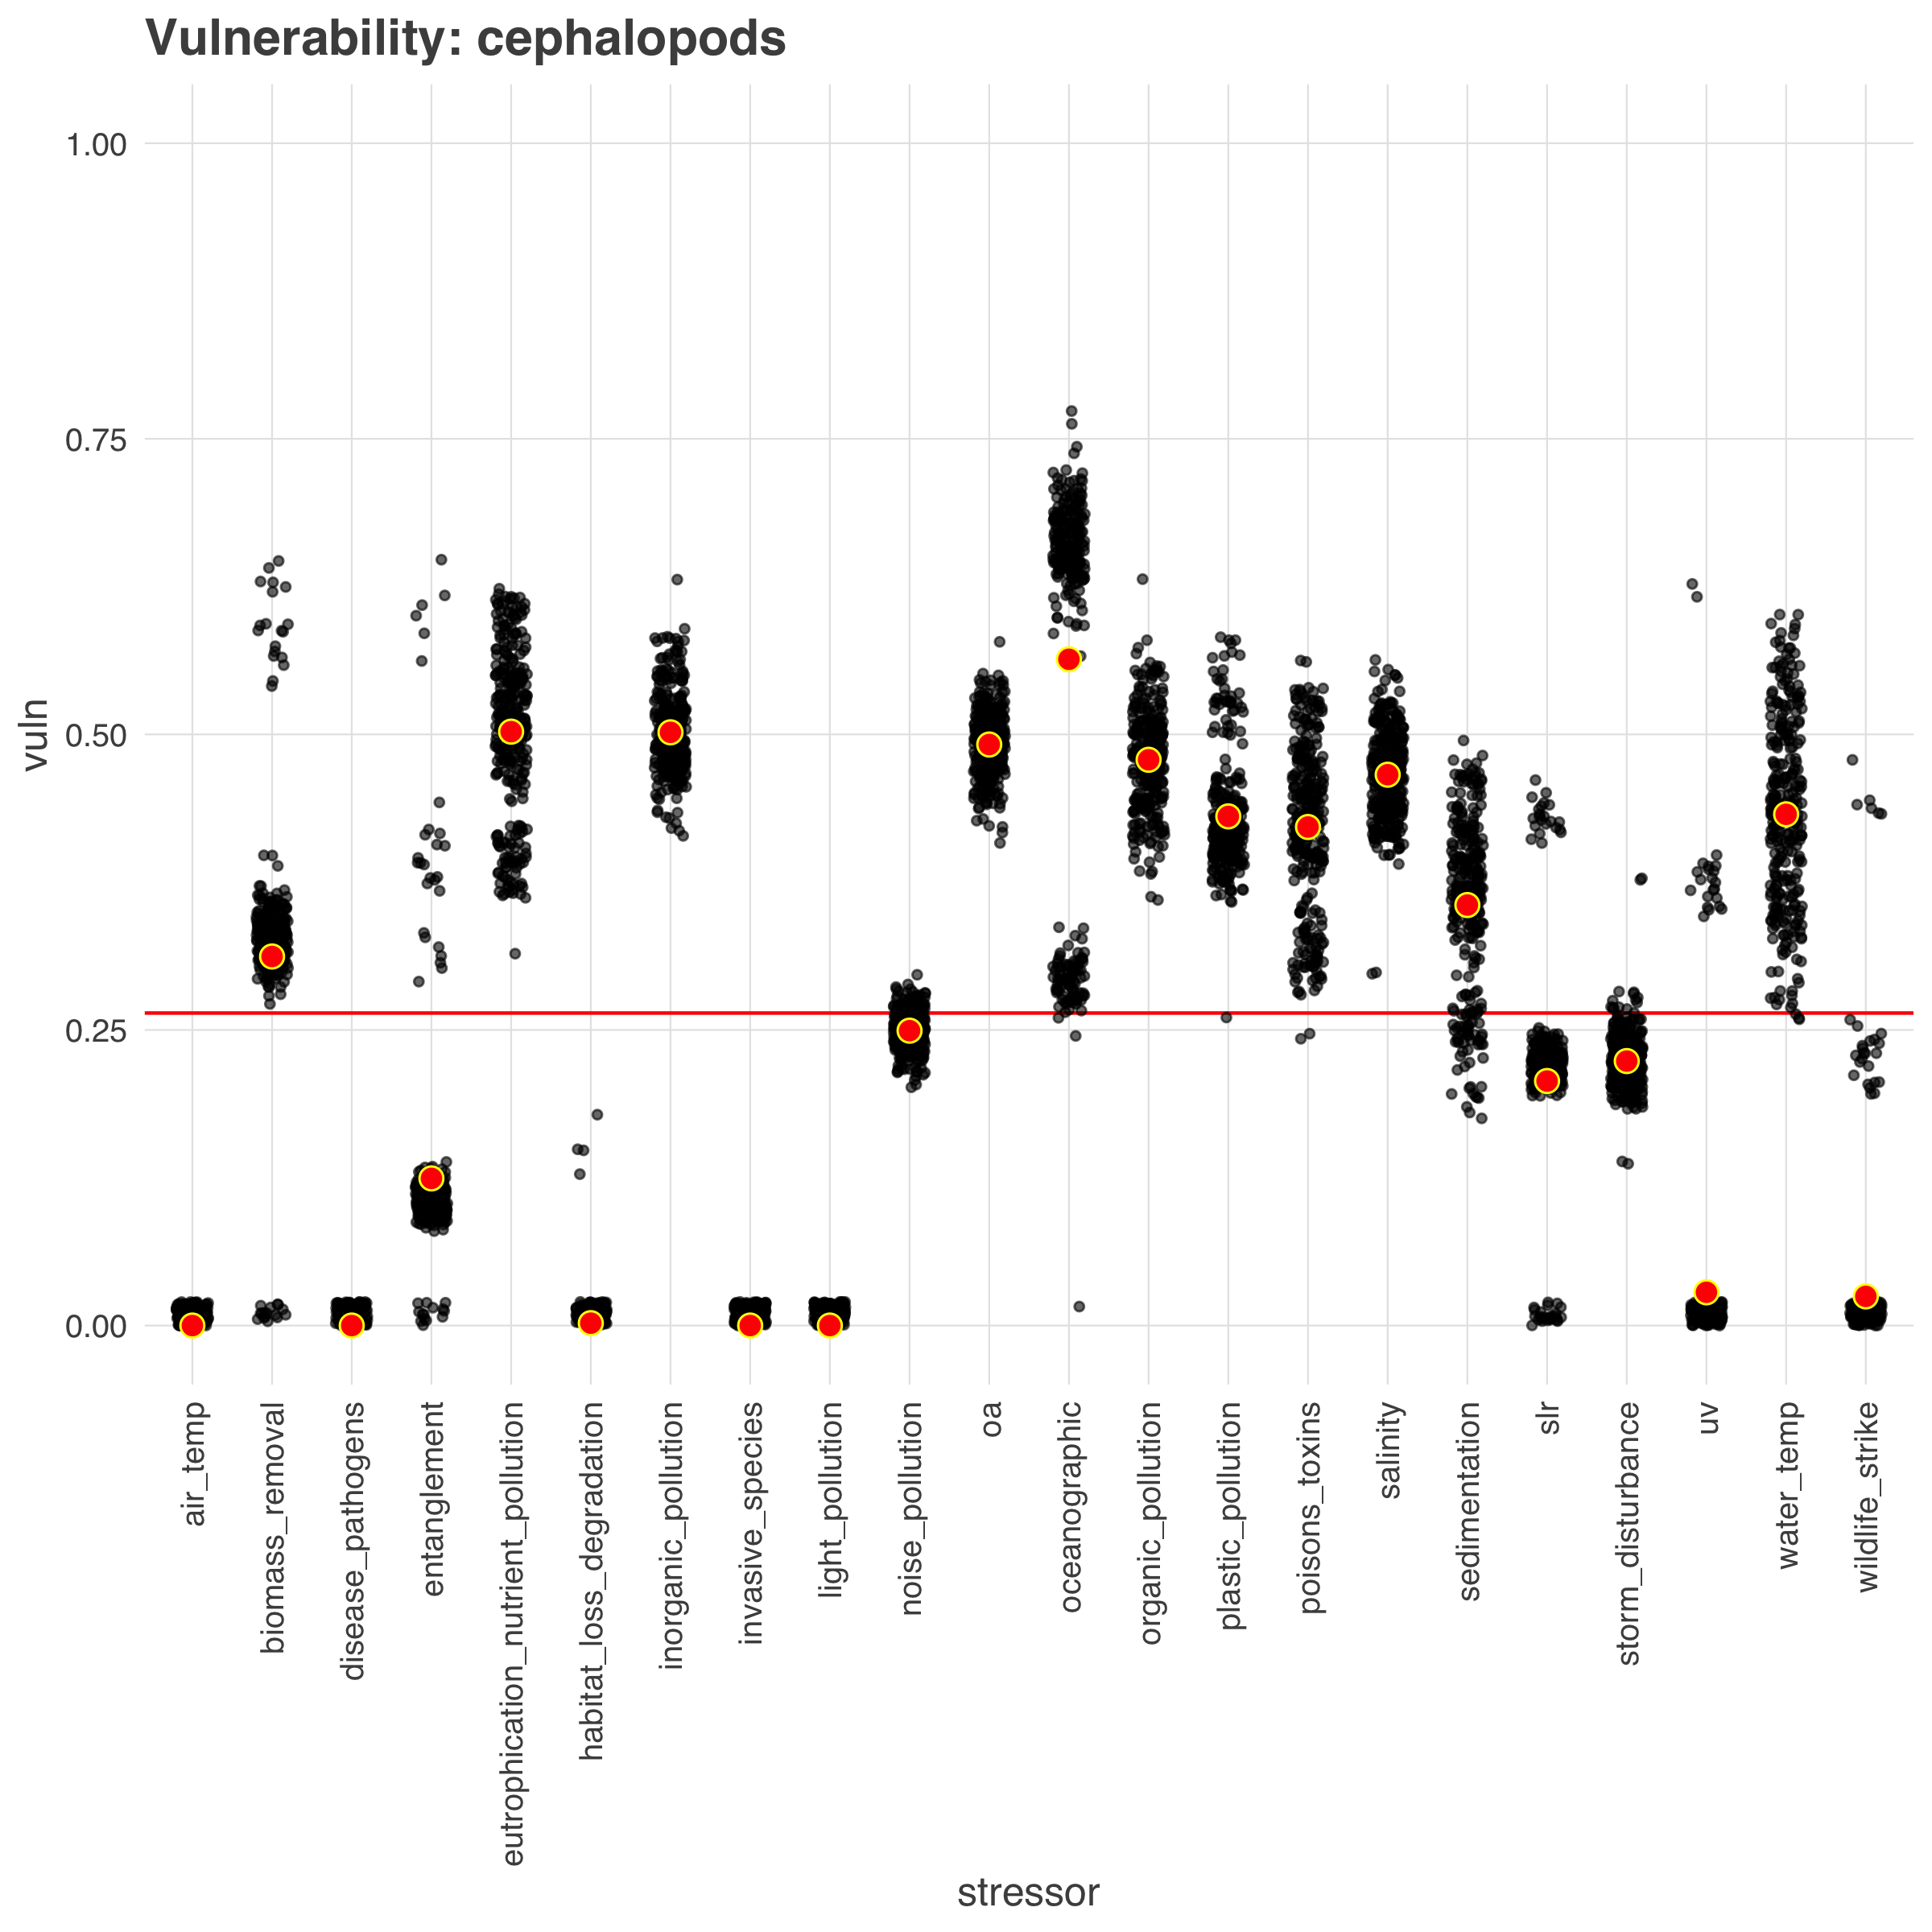 Vulnerability: cephalopods
1.00
0.75
0.50
0.25
0.00
vuln
air_temp
biomass_removal
disease_pathogens
entanglement
eutrophication_nutrient_pollution
habitat_loss_degradation
inorganic_pollution
invasive_species
light_pollution
noise_pollution
oa
oceanographic
organic_pollution
plastic_pollution
poisons_toxins
salinity
sedimentation
slr
storm_disturbance
uv
water_temp
wildlife_strike
stressor